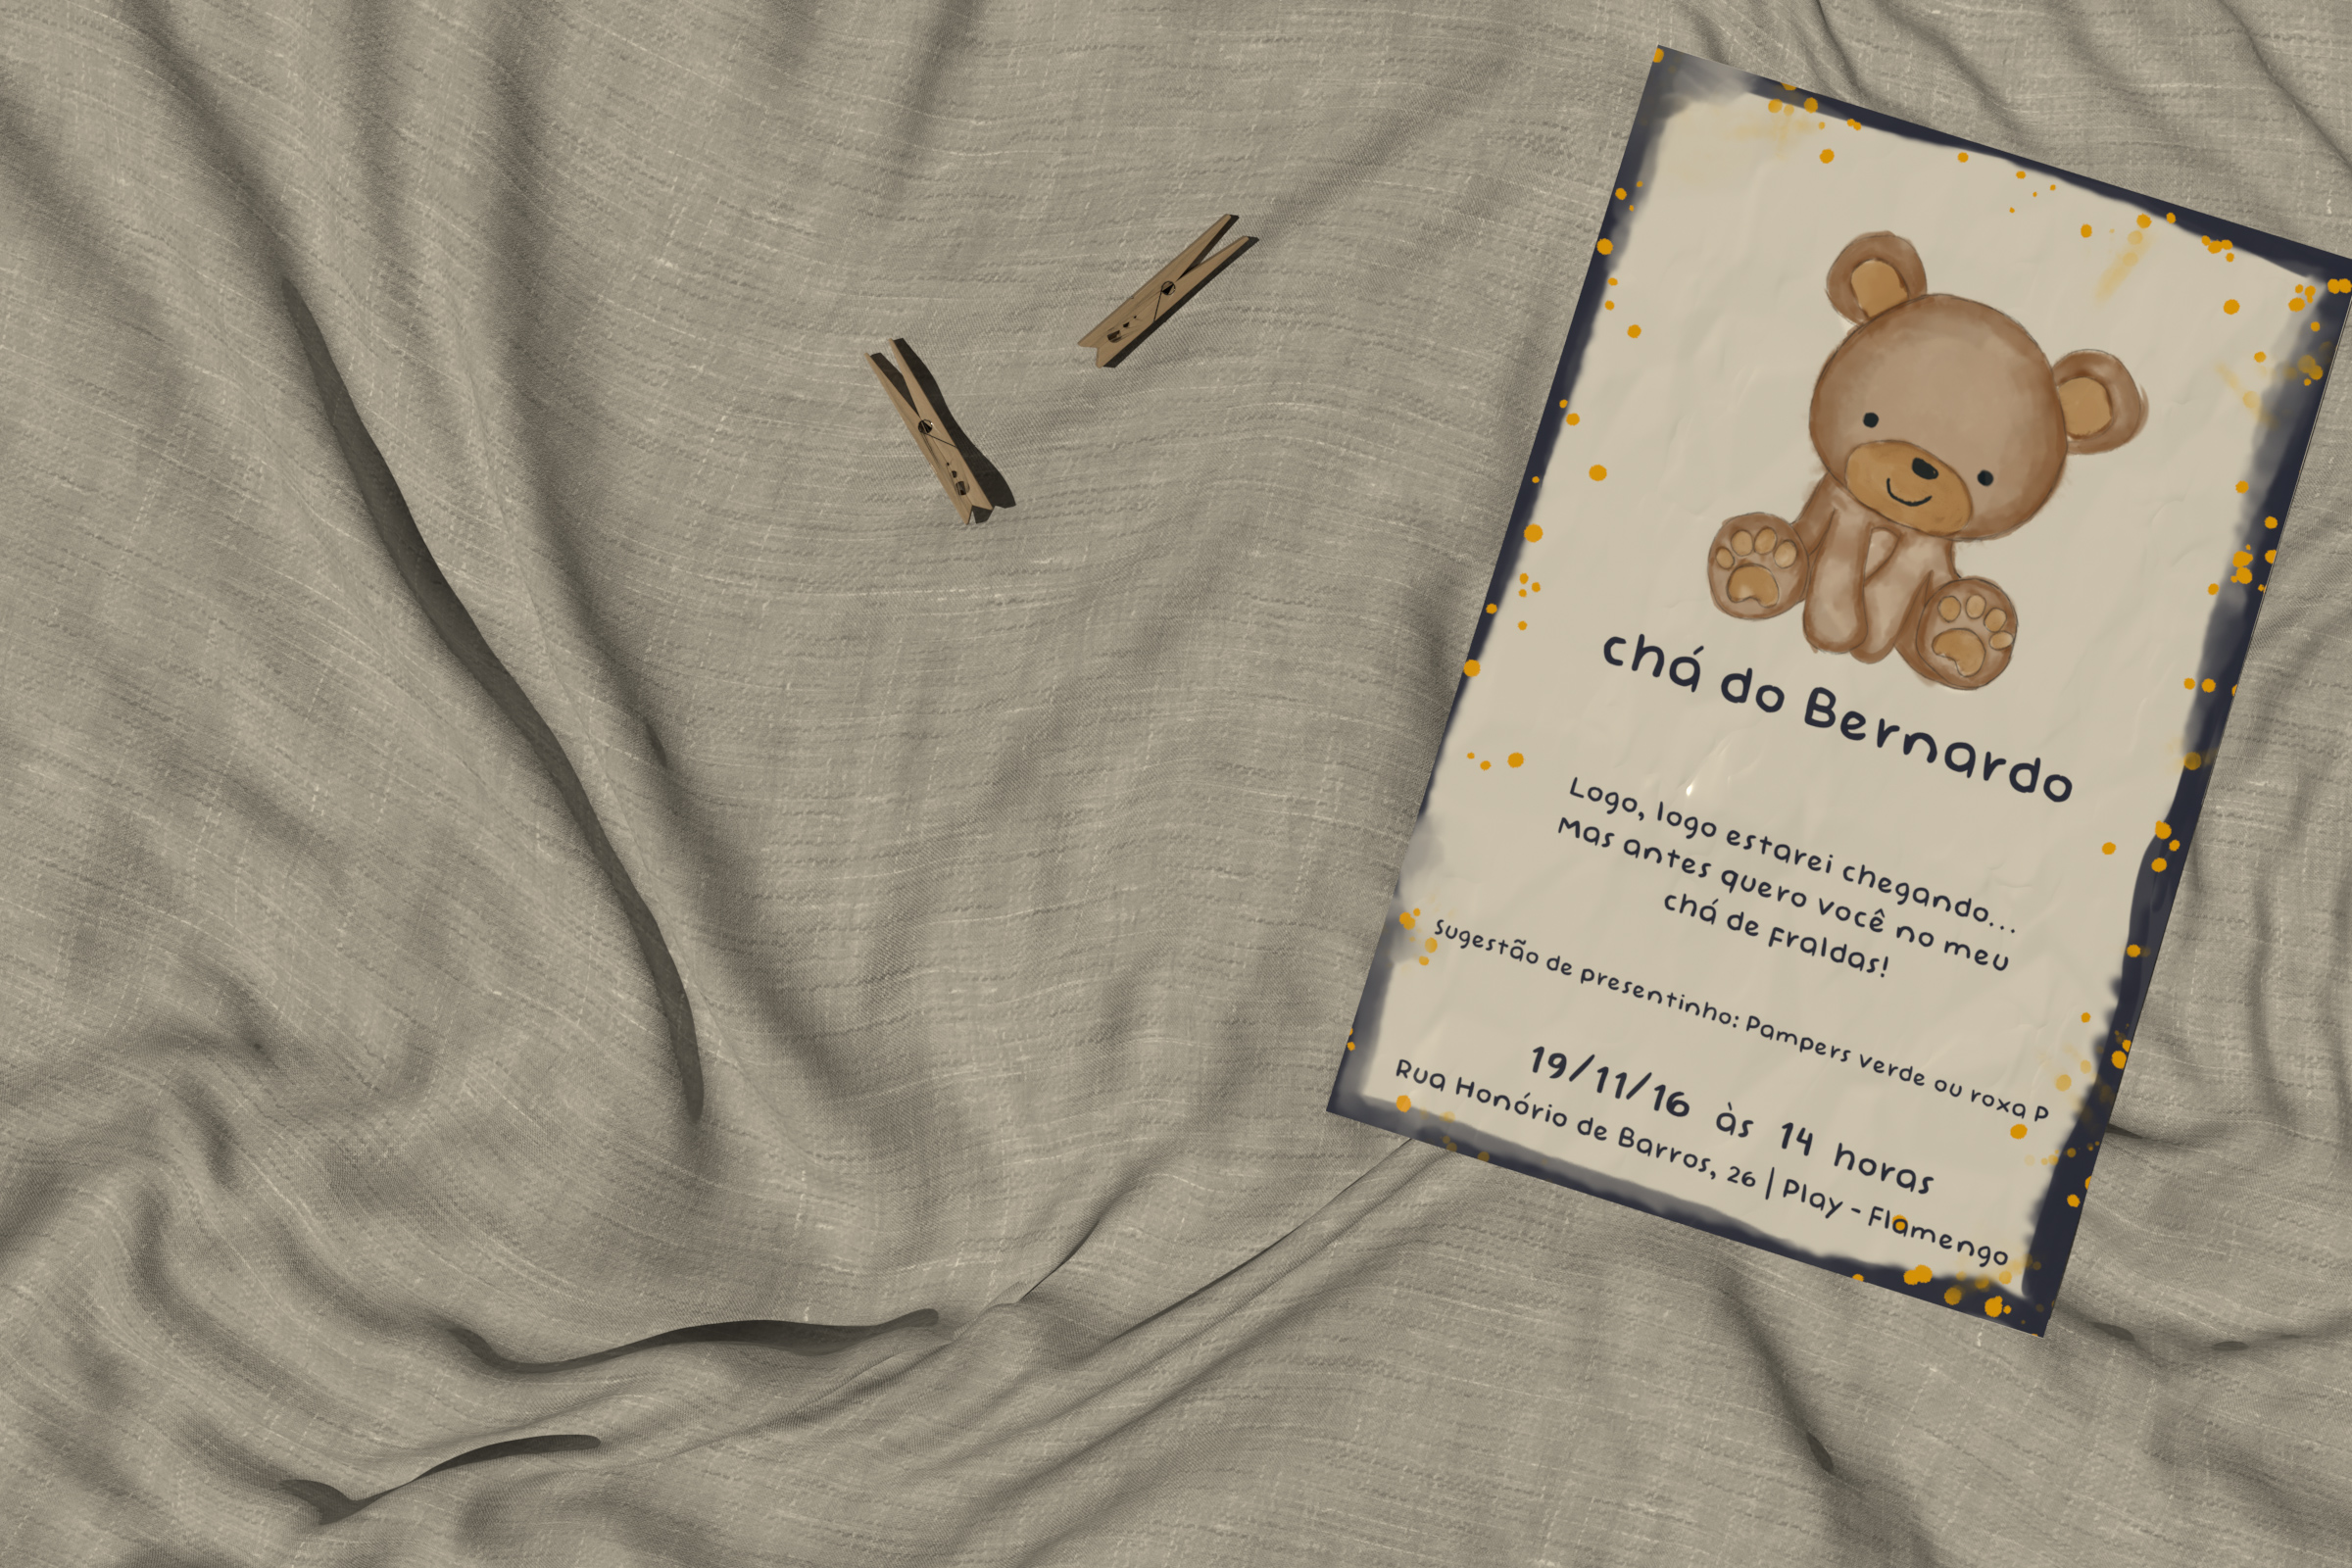 chá do Bernardo
Logo, logo estarei chegando...
Mas antes quero você no meu
chá de Fraldas!
sugestão de presentinho: Pampers verde ou roxa P
19/11/16 às 14 horas
Rua Honório de Barros, 26 | Play - Flamengo